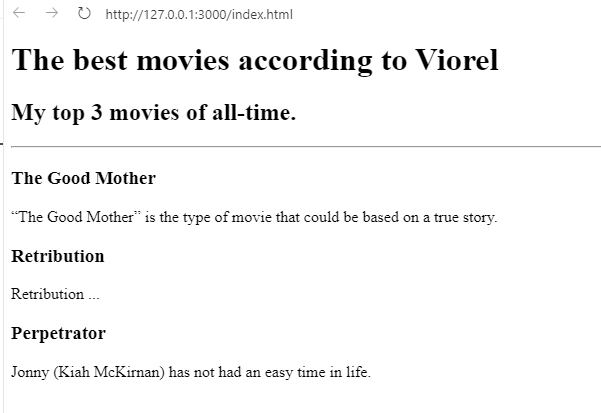 http://127.0.0.1:3000/index.html
The best movies according to Viorel
My top 3 movies of all-time.
The Good Mother
“The Good Mother” is the type of movie that could be based on a true story.
Retribution
Retribution ...
Perpetrator
Jonny (Kiah McKirnan) has not had an easy time in life.